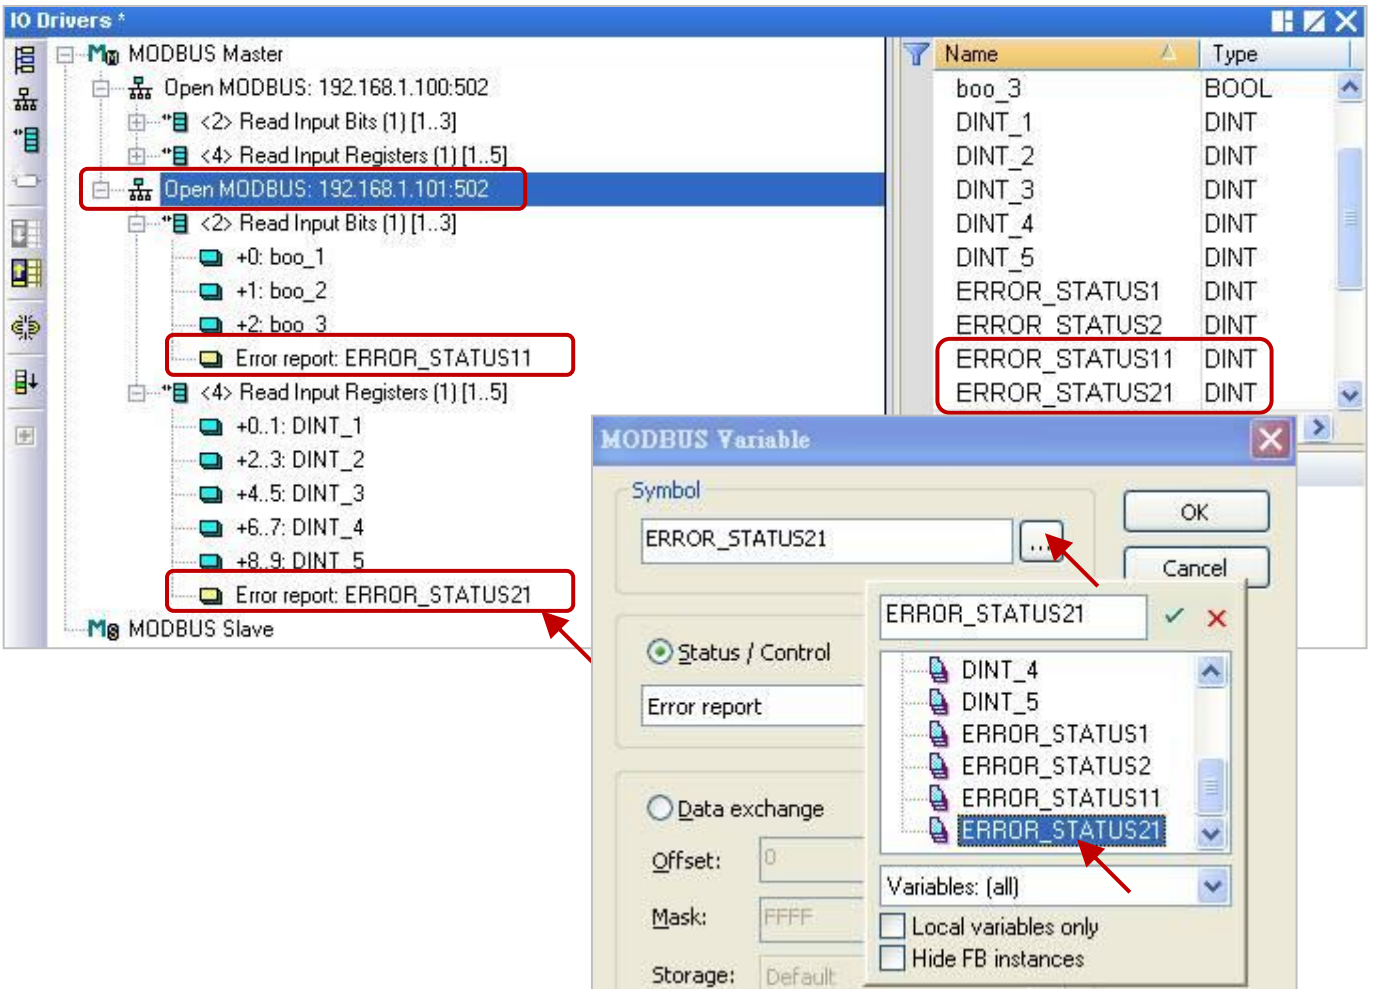 IO Drivers *
MODBUS Master
Open MODBUS: 192.168.1.100:502
<2> Read Input Bits (1) [1..3]
<4> Read Input Registers (1) [1..5]
Open MODBUS: 192.168.1.101:502
<2> Read Input Bits (1) [1..3]
+0: boo_1
+1: boo_2
+2: boo_3
Error report: ERROR_STATUS11
<4> Read Input Registers (1) [1..5]
+0..1: DINT_1
+2..3: DINT_2
+4..5: DINT_3
+6..7: DINT_4
+8..9: DINT_5
Error report: ERROR_STATUS21
MODBUS Slave
Name Type
boo_3 BOOL
DINT_1 DINT
DINT_2 DINT
DINT_3 DINT
DINT_4 DINT
DINT_5 DINT
ERROR_STATUS1 DINT
ERROR_STATUS2 DINT
ERROR_STATUS11 DINT
ERROR_STATUS21 DINT
MODBUS Variable
Symbol
ERROR_STATUS21 ...
OK
Cancel
Status / Control
Error report
Data exchange
Offset: 0
Mask: FFFF
Storage: Default
ERROR_STATUS21
DINT_4
DINT_5
ERROR_STATUS1
ERROR_STATUS2
ERROR_STATUS11
ERROR_STATUS21
Variables: (all)
Local variables only
Hide FB instances